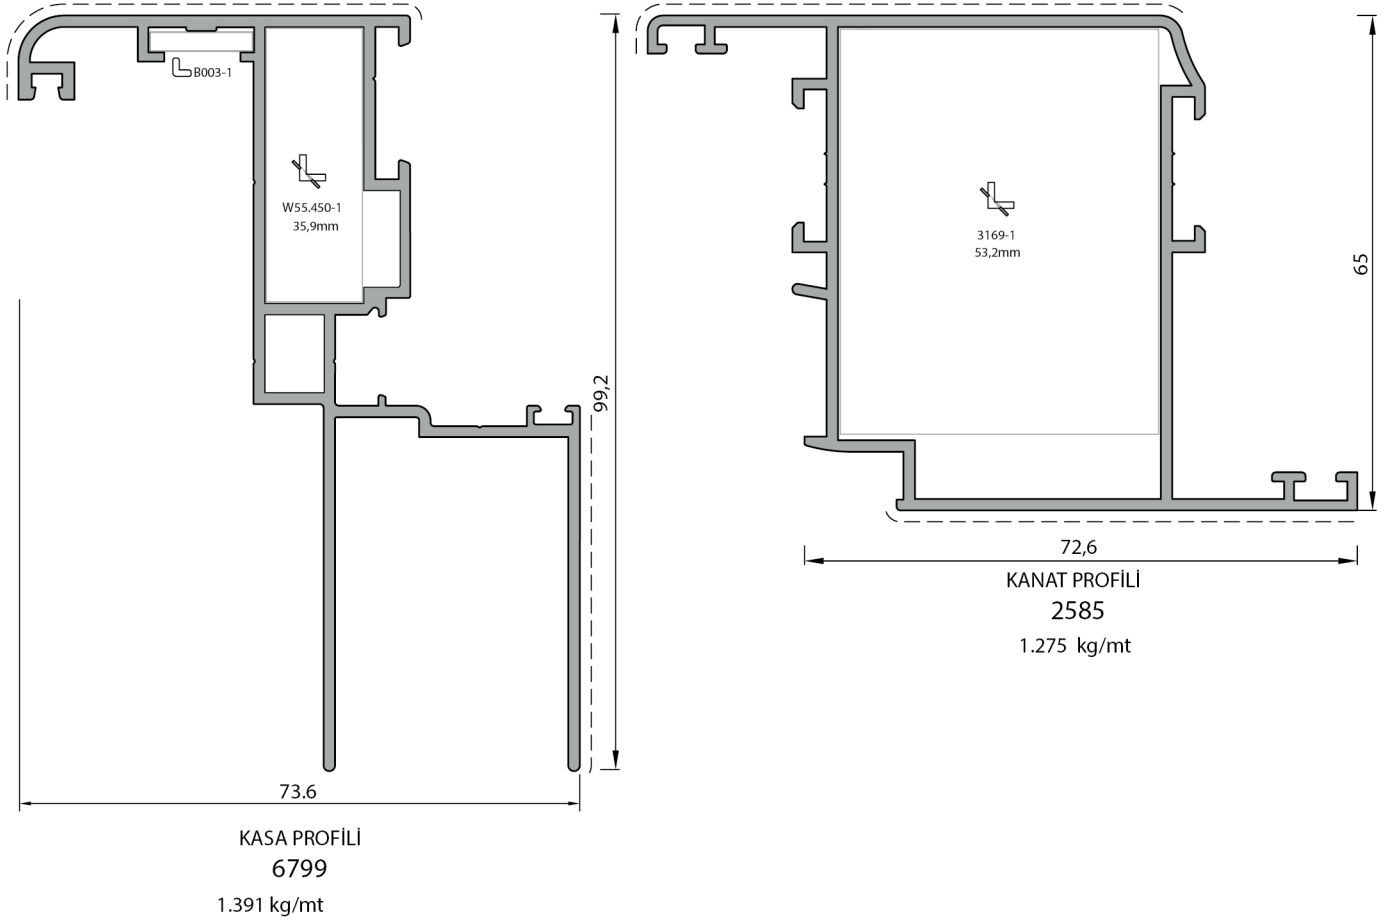 B003-1
W55.450-1
35,9mm
99,2
73.6
KASA PROFİLİ
6799
1.391 kg/mt
3169-1
53,2mm
65
72,6
KANAT PROFİLİ
2585
1.275 kg/mt